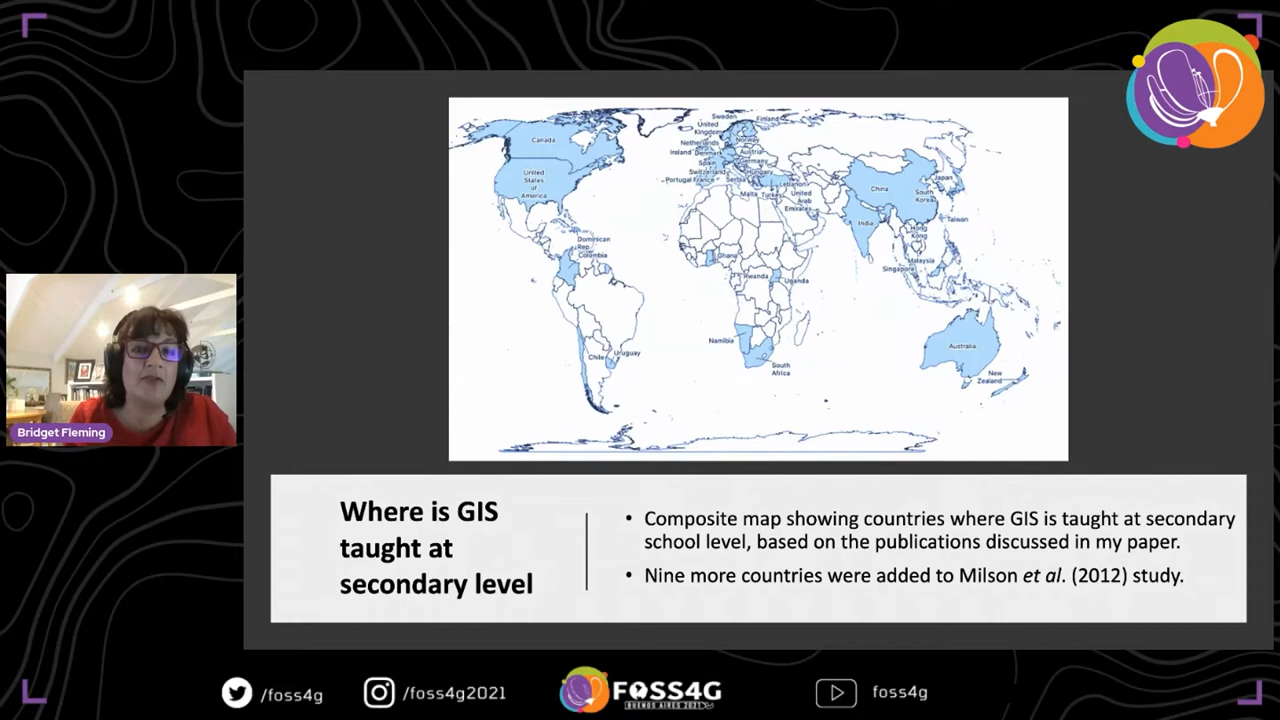 Canada
United
States
of
America
Dominican
Rep.
Colombia
Chile
Uruguay
Sweden
Finland
United
Kingdom
Norway
Netherlands
Austria
Ireland
Denmark
Germany
Spain
Switzerland
Hungary
Portugal
France
Serbia
Lebanon
Malta
Turkey
United
Arab
Emirates
Ghana
Rwanda
Uganda
Namibia
South
Africa
China
Japan
South
Korea
Taiwan
India
Hong
Kong
Malaysia
Singapore
Australia
New
Zealand
Bridget Fleming
Where is GIS
taught at
secondary level
• Composite map showing countries where GIS is taught at secondary
school level, based on the publications discussed in my paper.
• Nine more countries were added to Milson et al. (2012) study.
/foss4g
/foss4g2021
FOSS4G
BUENOS AIRES 2021
foss4g